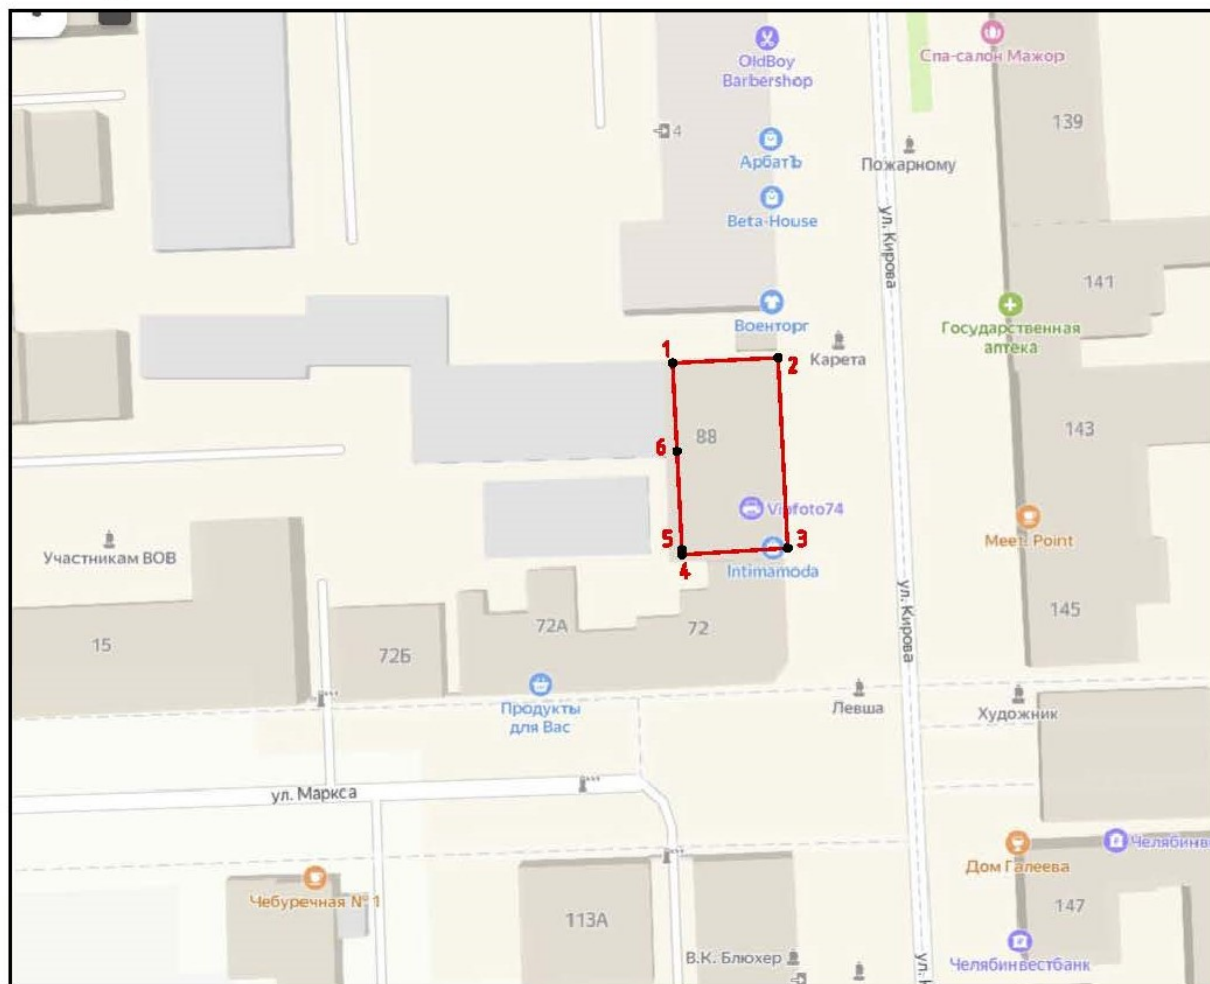 OldBoy
Barbershop
Спа-салон Мажор
4
139
АрбатЪ
Пожарному
Beta-House
ул. Кирова
141
Военторг
Государственная
аптека
Карета
1
2
143
88
6
Vipfoto74
5
3
Meet. Point
Участникам ВОВ
4
Intimamoda
ул. Кирова
145
15
72А
72
72Б
Продукты
для Вас
Левша
Художник
ул. Маркса
Дом Галеева
Чебуречная № 1
113А
147
В.К. Блюхер
Челябинвестбанк